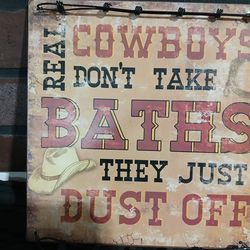 REAL COWBOYS
DON'T TAKE
BATHS
THEY JUST
DUST OFF